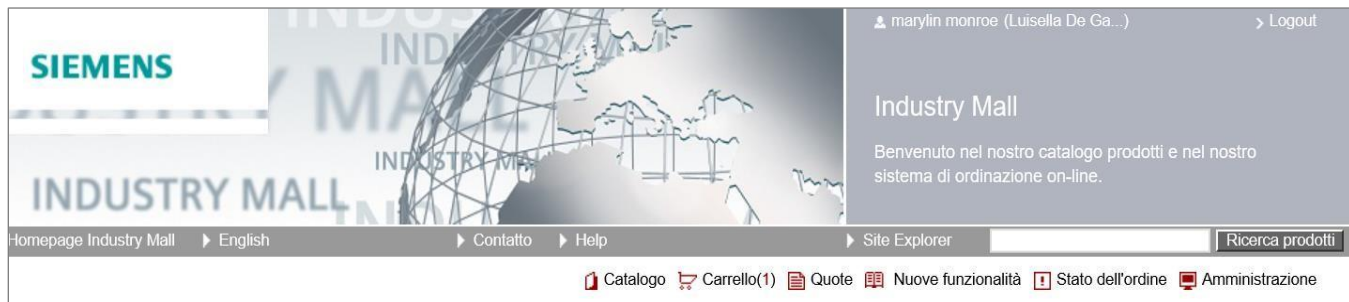 marylin monroe (Luisella De Ga...) Logout
SIEMENS
INDUSTRY MALL
Industry Mall
Benvenuto nel nostro catalogo prodotti e nel nostro
sistema di ordinazione on-line.
INDUSTRY MALL
Homepage Industry Mall English Contatto Help Site Explorer Ricerca prodotti
Catalogo Carrello(1) Quote Nuove funzionalità Stato dell'ordine Amministrazione